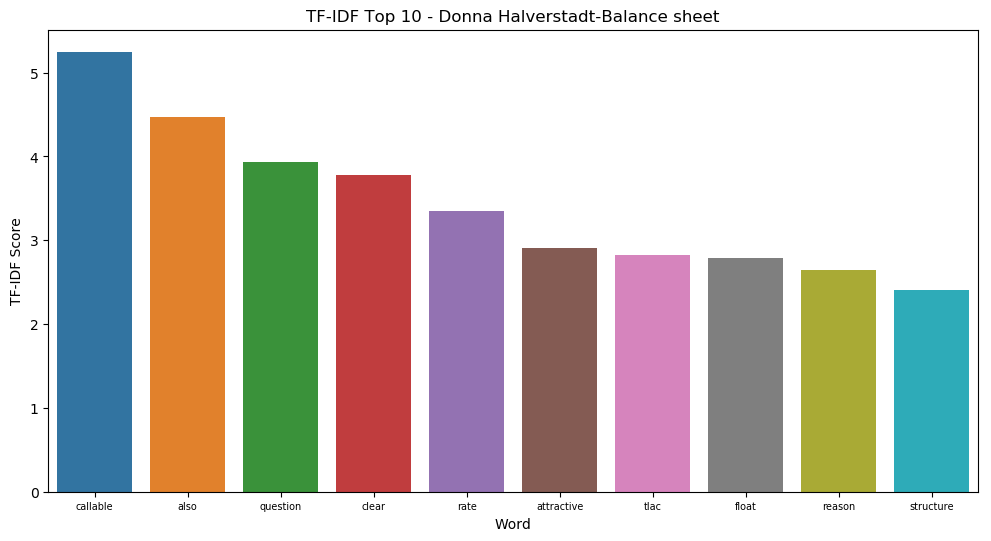 TF-IDF Top 10 - Donna Halverstadt-Balance sheet
TF-IDF Score
5
4
3
2
1
0
callable also question clear rate attractive tlac float reason structure
Word